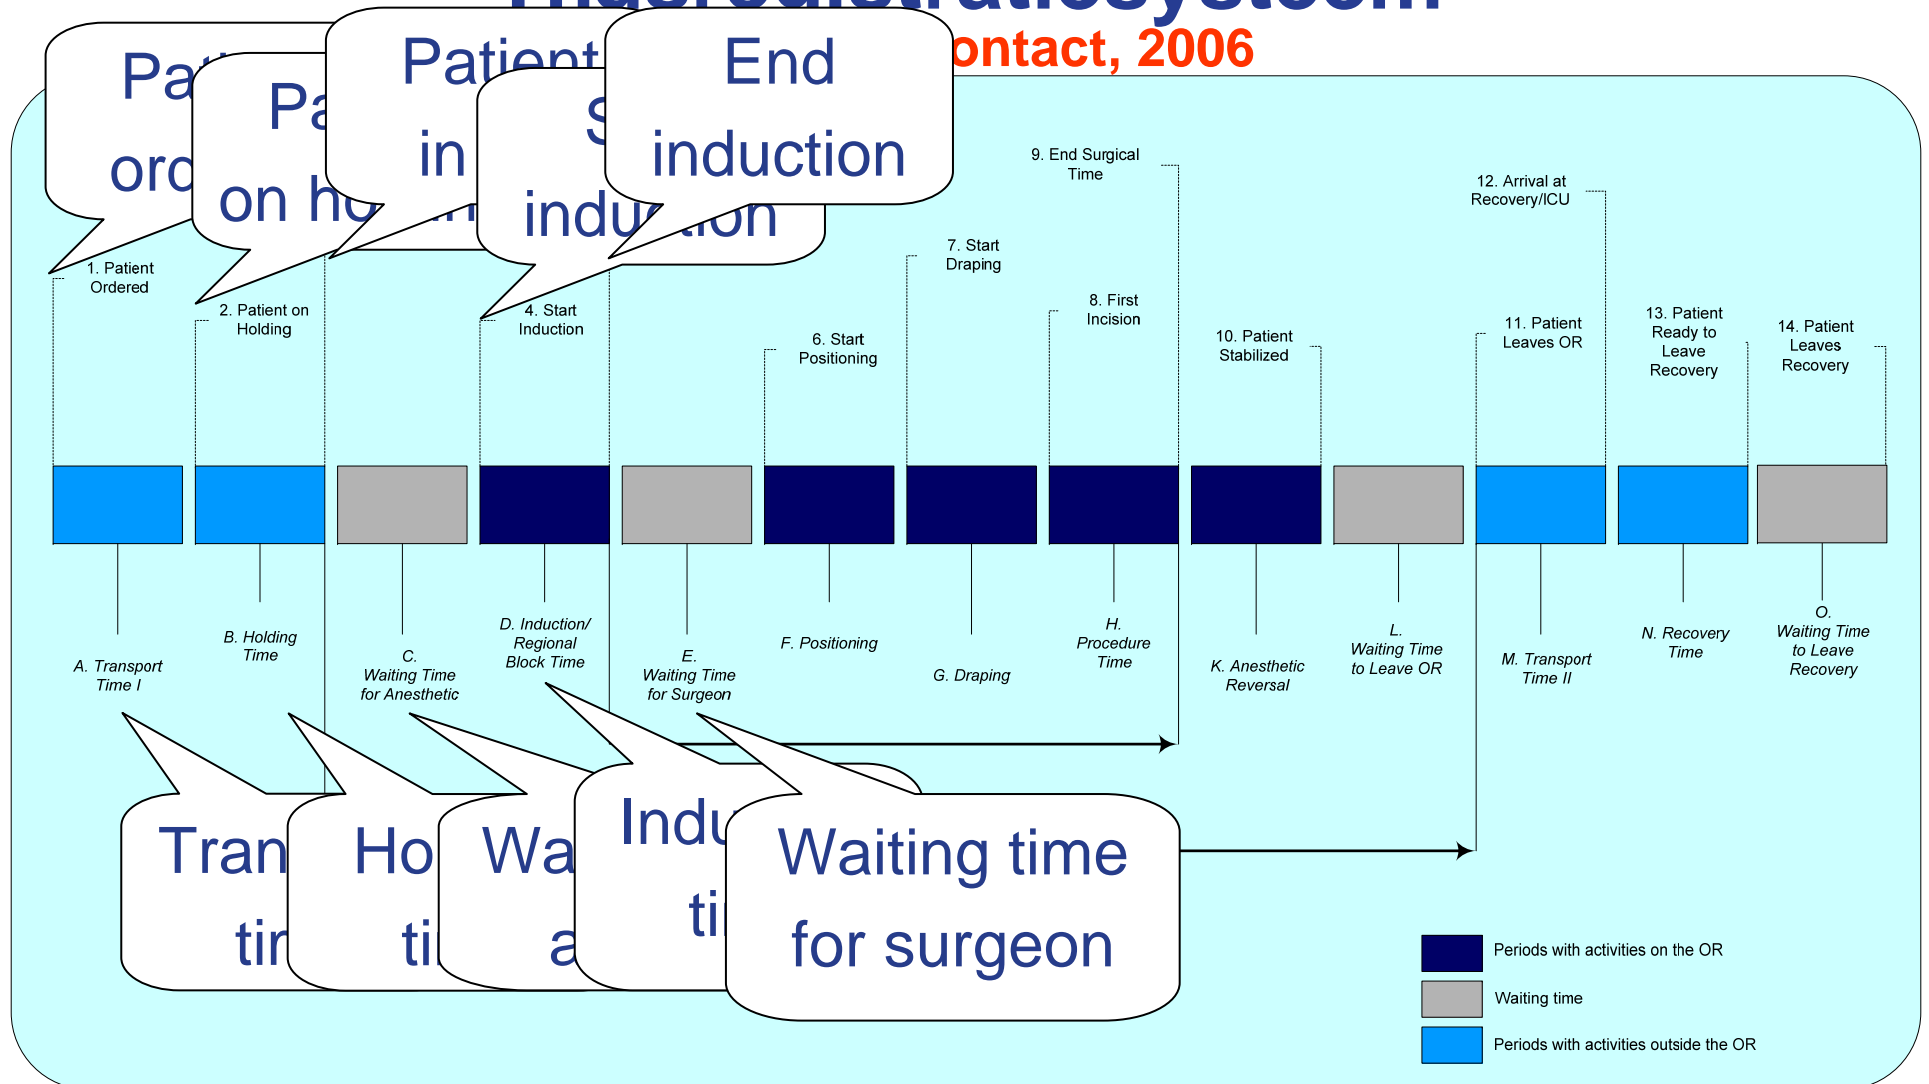 ontact, 2006
End
induction
Patient
in
on
induction
9. End Surgical
Time
12. Arrival at
Recovery/ICU
7. Start
Draping
1. Patient
Ordered
2. Patient on
Holding
4. Start
Induction
8. First
Incision
6. Start
Positioning
10. Patient
Stabilized
11. Patient
Leaves OR
13. Patient
Ready to
Leave
Recovery
14. Patient
Leaves
Recovery
A. Transport
Time I
B. Holding
Time
C.
Waiting Time
for Anesthetic
D. Induction/
Regional
Block Time
E.
Waiting Time
for Surgeon
F. Positioning
G. Draping
H.
Procedure
Time
K. Anesthetic
Reversal
L.
Waiting Time
to Leave OR
M. Transport
Time II
N. Recovery
Time
O.
Waiting Time
to Leave
Recovery
Waiting time
for surgeon
Periods with activities on the OR
Waiting time
Periods with activities outside the OR